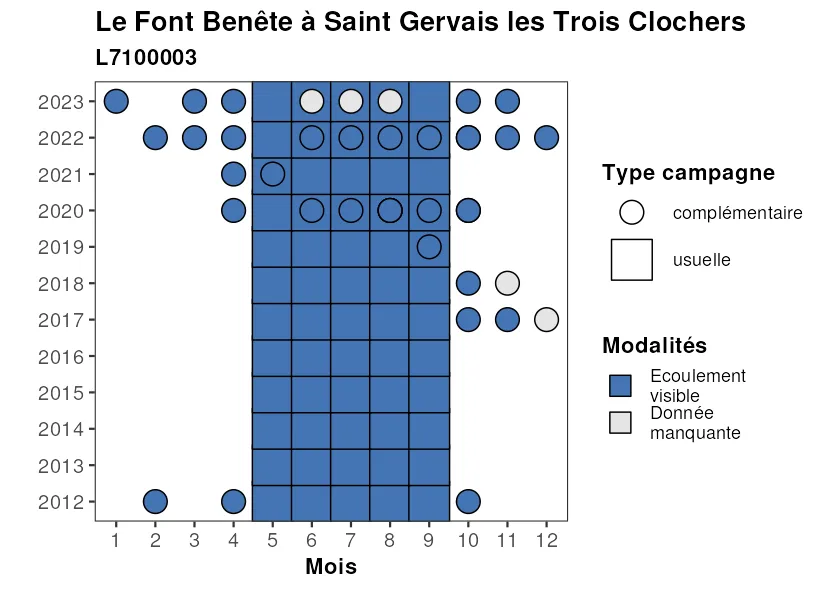 Le Font Benête à Saint Gervais les Trois Clochers
L7100003
2023
2022
2021
2020
2019
2018
2017
2016
2015
2014
2013
2012
1 2 3 4 5 6 7 8 9 10 11 12
Mois
Type campagne
complémentaire
usuelle
Modalités
Ecoulement
visible
Donnée
manquante